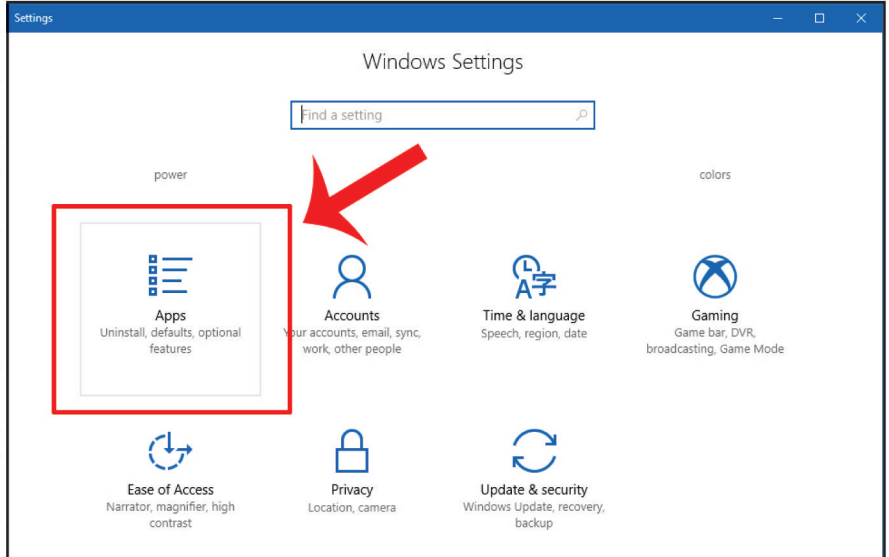 Settings
Windows Settings
Find a setting
power
colors
Apps
Uninstall, defaults, optional
features
Accounts
Your accounts, email, sync,
work, other people
A字
Time & language
Speech, region, date
Gaming
Game bar, DVR,
broadcasting, Game Mode
Ease of Access
Narrator, magnifier, high
contrast
Privacy
Location, camera
Update & security
Windows Update, recovery,
backup